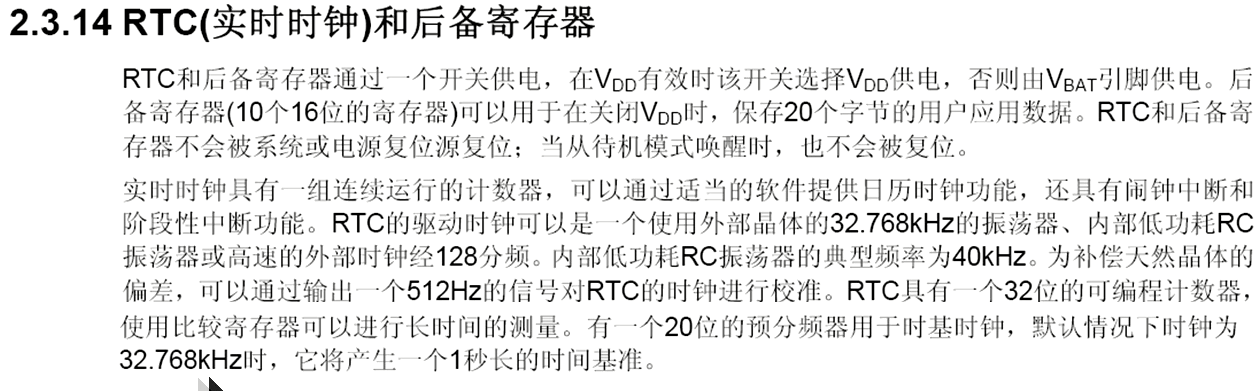 2.3.14 RTC(实时时钟)和后备寄存器
RTC和后备寄存器通过一个开关供电，在VDD有效时该开关选择VDD供电，否则由VBAT引脚供电。后
备寄存器(10个16位的寄存器)可以用于在关闭VDD时，保存20个字节的用户应用数据。RTC和后备寄
存器不会被系统或电源复位源复位；当从待机模式唤醒时，也不会被复位。
实时时钟具有一组连续运行的计数器，可以通过适当的软件提供日历时钟功能，还具有闹钟中断和
阶段性中断功能。RTC的驱动时钟可以是一个使用外部晶体的32.768kHz的振荡器、内部低功耗RC
振荡器或高速的外部时钟经128分频。内部低功耗RC振荡器的典型频率为40kHz。为补偿天然晶体的
偏差，可以通过输出一个512Hz的信号对RTC的时钟进行校准。RTC具有一个32位的可编程计数器，
使用比较寄存器可以进行长时间的测量。有一个20位的预分频器用于时基时钟，默认情况下时钟为
32.768kHz时，它将产生一个1秒长的时间基准。